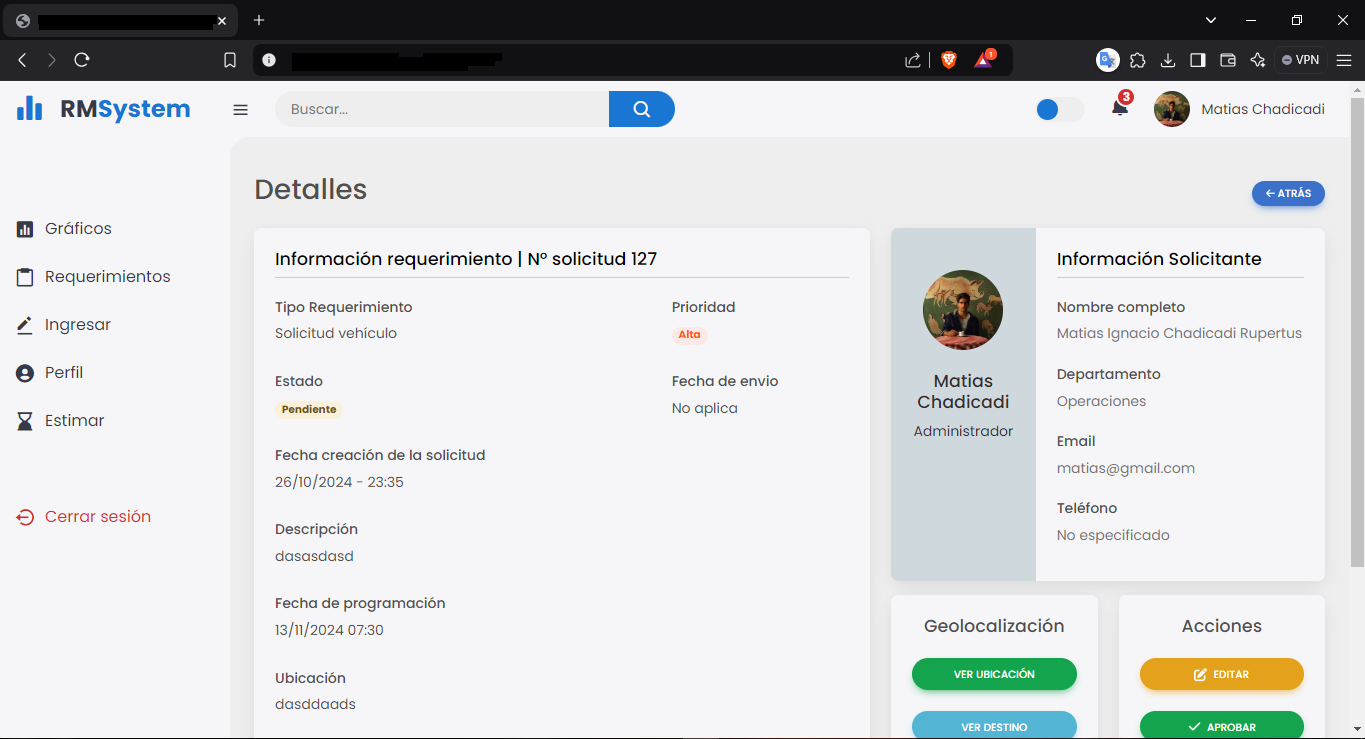 1
VPN
RMSystem
Buscar...
3
Matias Chadicadi
Gráficos
Requerimientos
Ingresar
Perfil
Estimar
Cerrar sesión
Detalles
ATRÁS
Información requerimiento | Nº solicitud 127
Tipo Requerimiento
Solicitud vehículo
Prioridad
Alta
Estado
Pendiente
Fecha de envio
No aplica
Fecha creación de la solicitud
26/10/2024 - 23:35
Descripción
dasasdasd
Fecha de programación
13/11/2024 07:30
Ubicación
dasddaads
Matias
Chadicadi
Administrador
Información Solicitante
Nombre completo
Matias Ignacio Chadicadi Rupertus
Departamento
Operaciones
Email
matias@gmail.com
Teléfono
No especificado
Geolocalización
VER UBICACIÓN
VER DESTINO
Acciones
EDITAR
APROBAR